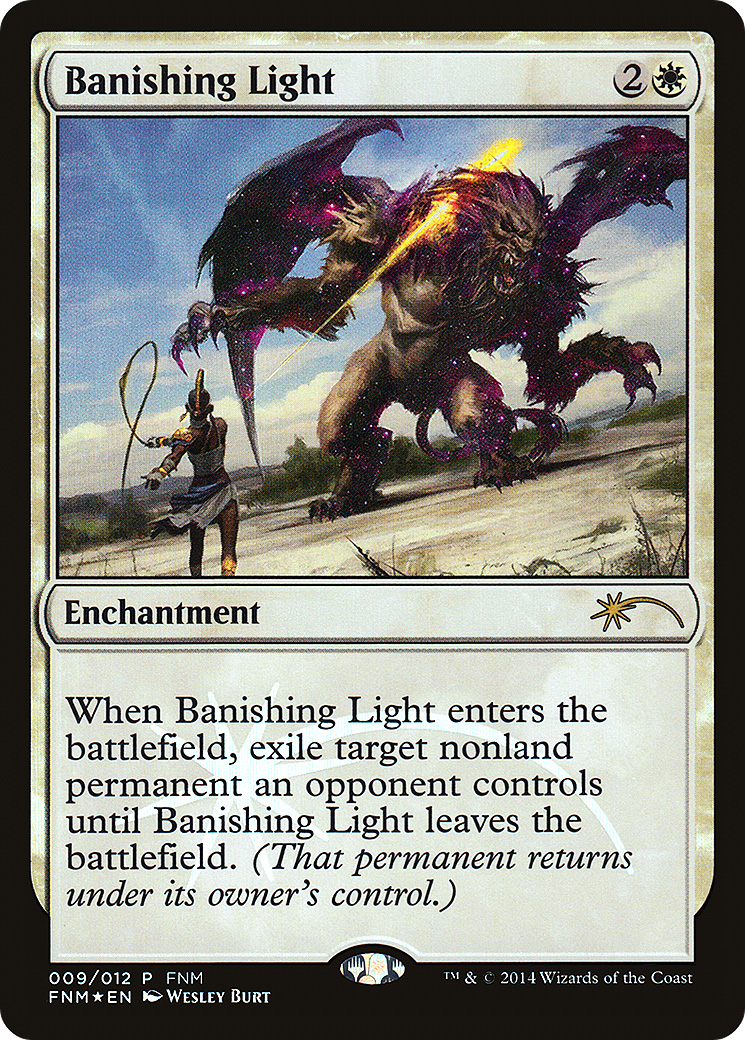 Banishing Light 2
Enchantment
When Banishing Light enters the
battlefield, exile target nonland
permanent an opponent controls
until Banishing Light leaves the
battlefield. (That permanent returns
under its owner's control.)
009/012 P FNM
FNM★EN Wesley Burt
™ & © 2014 Wizards of the Coast